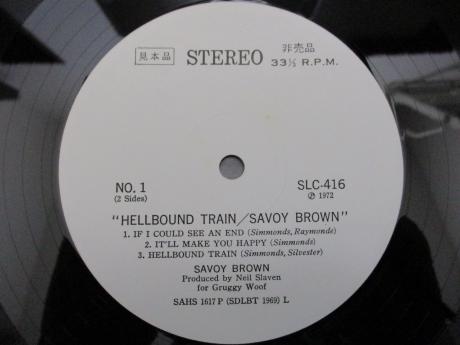 見本品 STEREO 非売品
33⅓ R.P.M.
NO. 1 SLC-416
(2 Sides) Ⓟ 1972
"HELLBOUND TRAIN/SAVOY BROWN"
1. IF I COULD SEE AN END (Simmonds, Raymonde)
2. IT'LL MAKE YOU HAPPY (Simmonds)
3. HELLBOUND TRAIN (Simmonds, Silvester)
SAVOY BROWN
Produced by Neil Slaven
for Gruggy Woof
SAHS 1617 P (SDLBT 1969) L